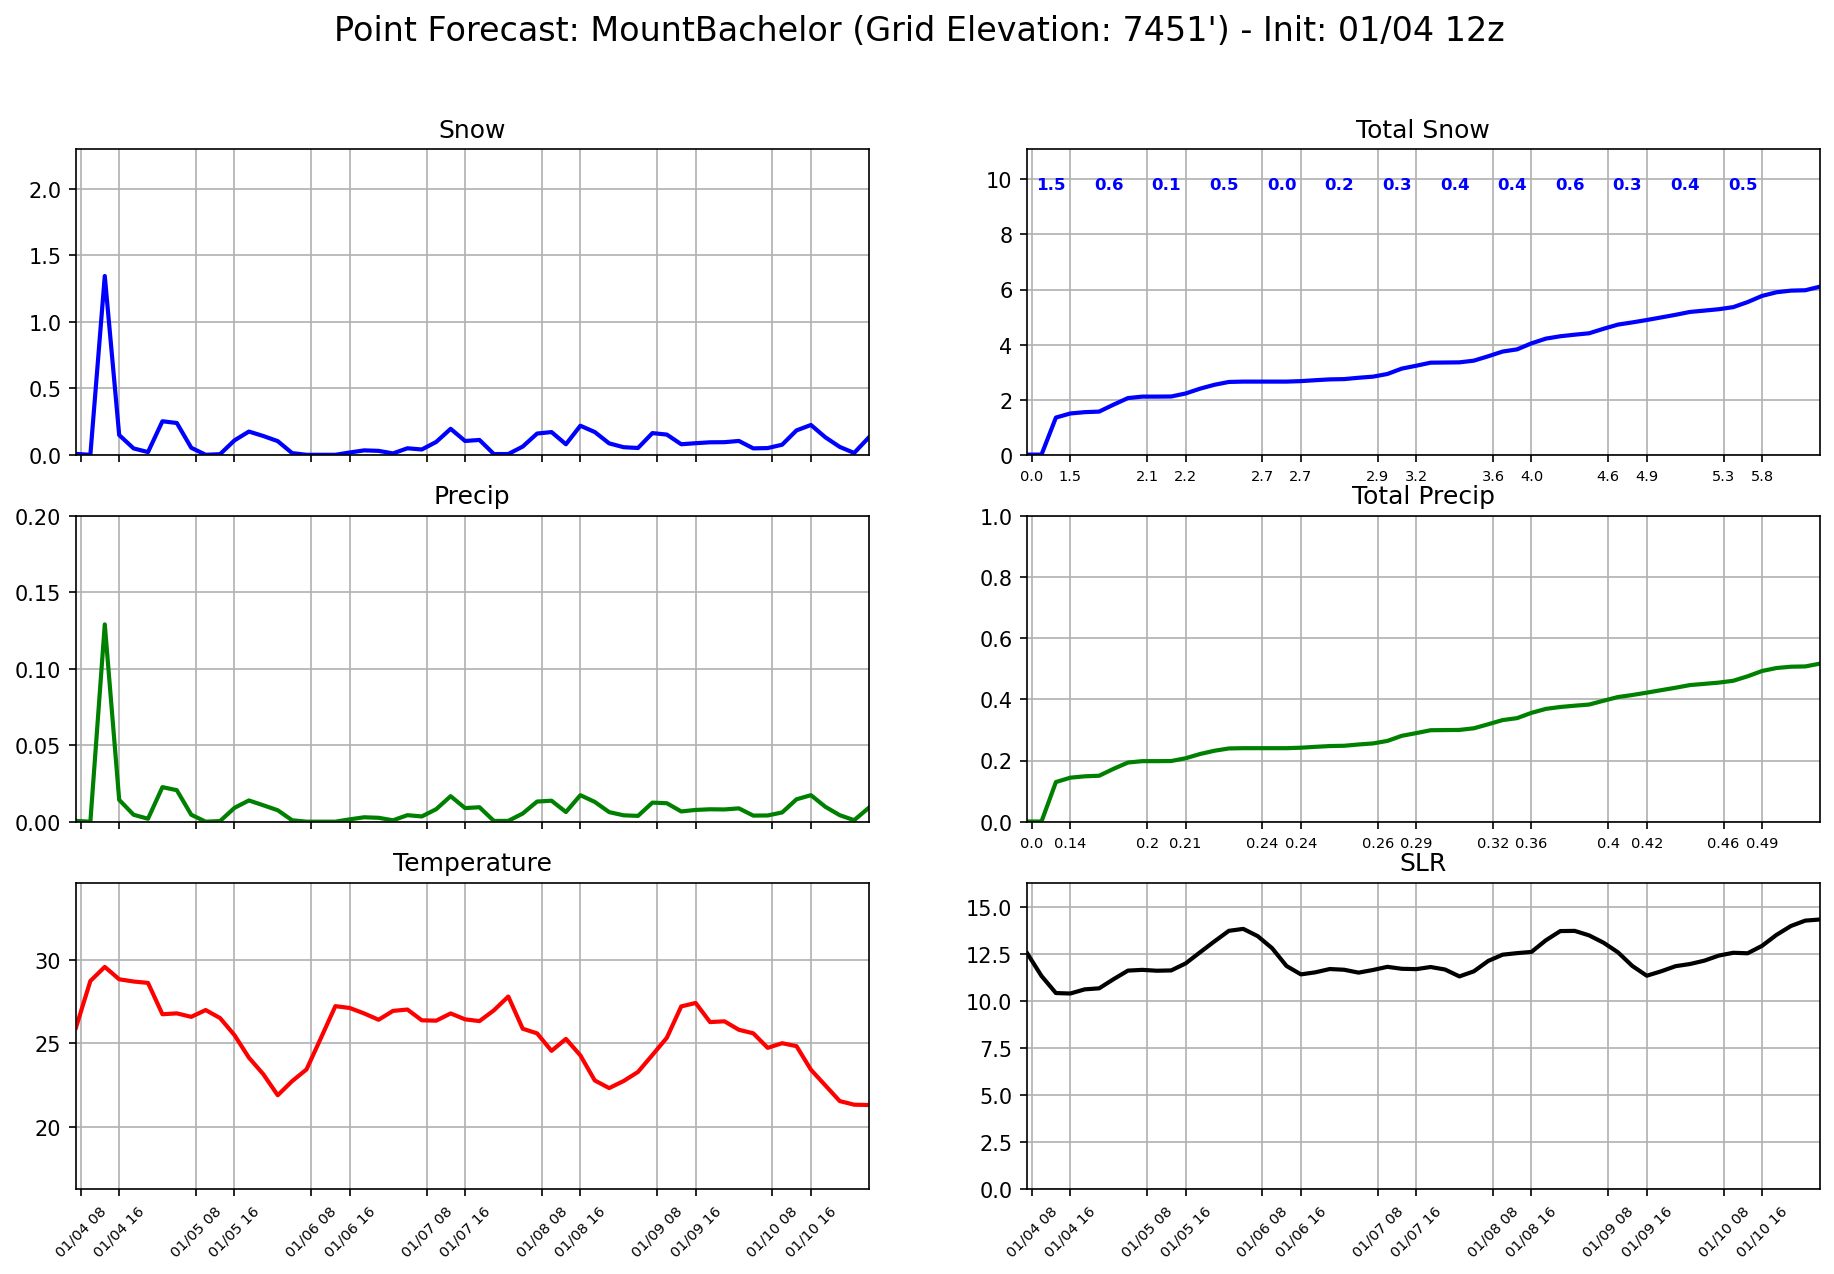 Point Forecast: MountBachelor (Grid Elevation: 7451') - Init: 01/04 12z
Snow
2.0
1.5
1.0
0.5
0.0
Total Snow
10
8
6
4
2
0
1.5 0.6 0.1 0.5 0.0 0.2 0.3 0.4 0.4 0.6 0.3 0.4 0.5
0.0 1.5 2.1 2.2 2.7 2.7 2.9 3.2 3.6 4.0 4.6 4.9 5.3 5.8
Precip
0.20
0.15
0.10
0.05
0.00
Total Precip
1.0
0.8
0.6
0.4
0.2
0.0
0.0 0.14 0.2 0.21 0.24 0.24 0.26 0.29 0.32 0.36 0.4 0.42 0.46 0.49
Temperature
30
25
20
01/04 08 01/04 16 01/05 08 01/05 16 01/06 08 01/06 16 01/07 08 01/07 16 01/08 08 01/08 16 01/09 08 01/09 16 01/10 08 01/10 16
SLR
15.0
12.5
10.0
7.5
5.0
2.5
0.0
01/04 08 01/04 16 01/05 08 01/05 16 01/06 08 01/06 16 01/07 08 01/07 16 01/08 08 01/08 16 01/09 08 01/09 16 01/10 08 01/10 16